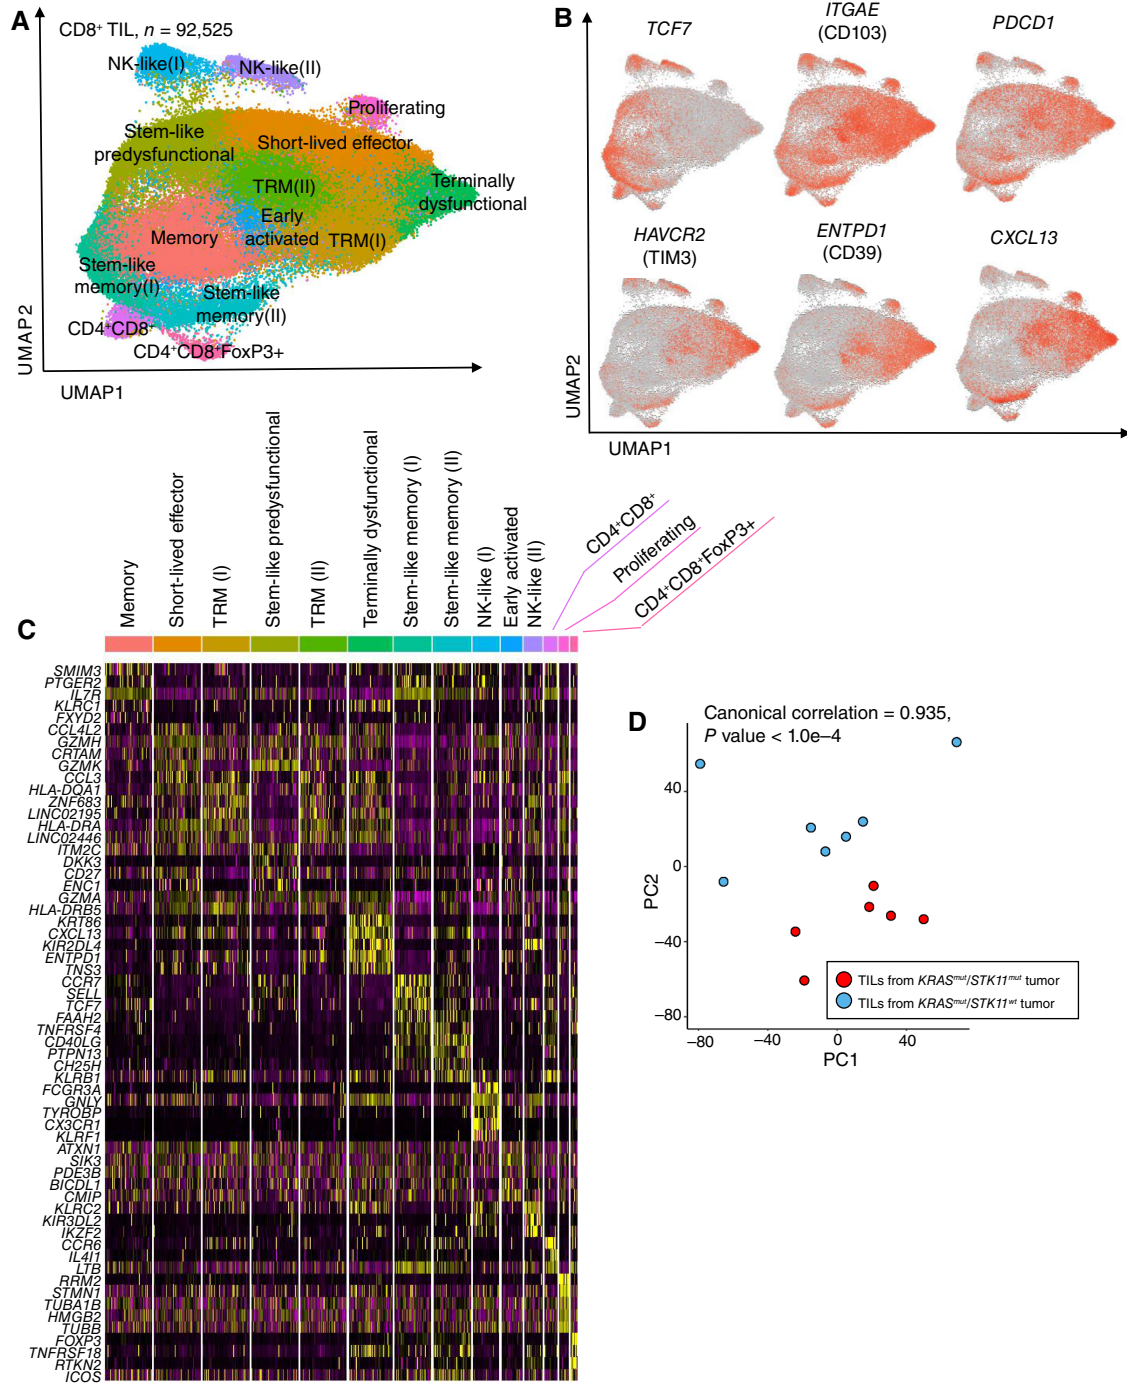 A
CD8⁺ TIL, n = 92,525
NK-like(I)
NK-like(II)
Proliferating
Stem-like
predysfunctional
Short-lived effector
TRM(II)
Terminally
dysfunctional
Early
activated
Memory
TRM(I)
Stem-like
memory(I)
Stem-like
memory(II)
CD4⁺CD8⁺
CD4⁺CD8⁺FoxP3+
UMAP2
UMAP1
B
TCF7
ITGAE
(CD103)
PDCD1
HAVCR2
(TIM3)
ENTPD1
(CD39)
CXCL13
UMAP2
UMAP1
C
Memory
Short-lived effector
TRM (I)
Stem-like predysfunctional
TRM (II)
Terminally dysfunctional
Stem-like memory (I)
Stem-like memory (II)
NK-like (I)
Early activated
NK-like (II)
CD4⁺CD8⁺
Proliferating
CD4⁺CD8⁺FoxP3+
SMIM3
PTGER2
IL7R
KLRC1
FXYD2
CCL4L2
GZMH
CRTAM
GZMK
CCL3
HLA-DQA1
ZNF683
LINC02195
HLA-DRA
LINC02446
ITM2C
DKK3
CD27
ENC1
GZMA
HLA-DRB5
KRT86
CXCL13
KIR2DL4
ENTPD1
TNS3
CCR7
SELL
TCF7
FAAH2
TNFRSF4
CD40LG
PTPN13
CH25H
KLRB1
FCGR3A
GNLY
TYROBP
CX3CR1
KLRF1
ATXN1
SIK3
PDE3B
BICDL1
CMIP
KLRC2
KIR3DL2
IKZF2
CCR6
IL4I1
LTB
RRM2
STMN1
TUBA1B
HMGB2
TUBB
FOXP3
TNFRSF18
RTKN2
ICOS
D
Canonical correlation = 0.935,
P value < 1.0e–4
40
0
–40
–80
PC2
–80
–40
0
40
PC1
TILs from KRASᵐᵘᵗ/STK11ᵐᵘᵗ tumor
TILs from KRASᵐᵘᵗ/STK11ʷᵗ tumor